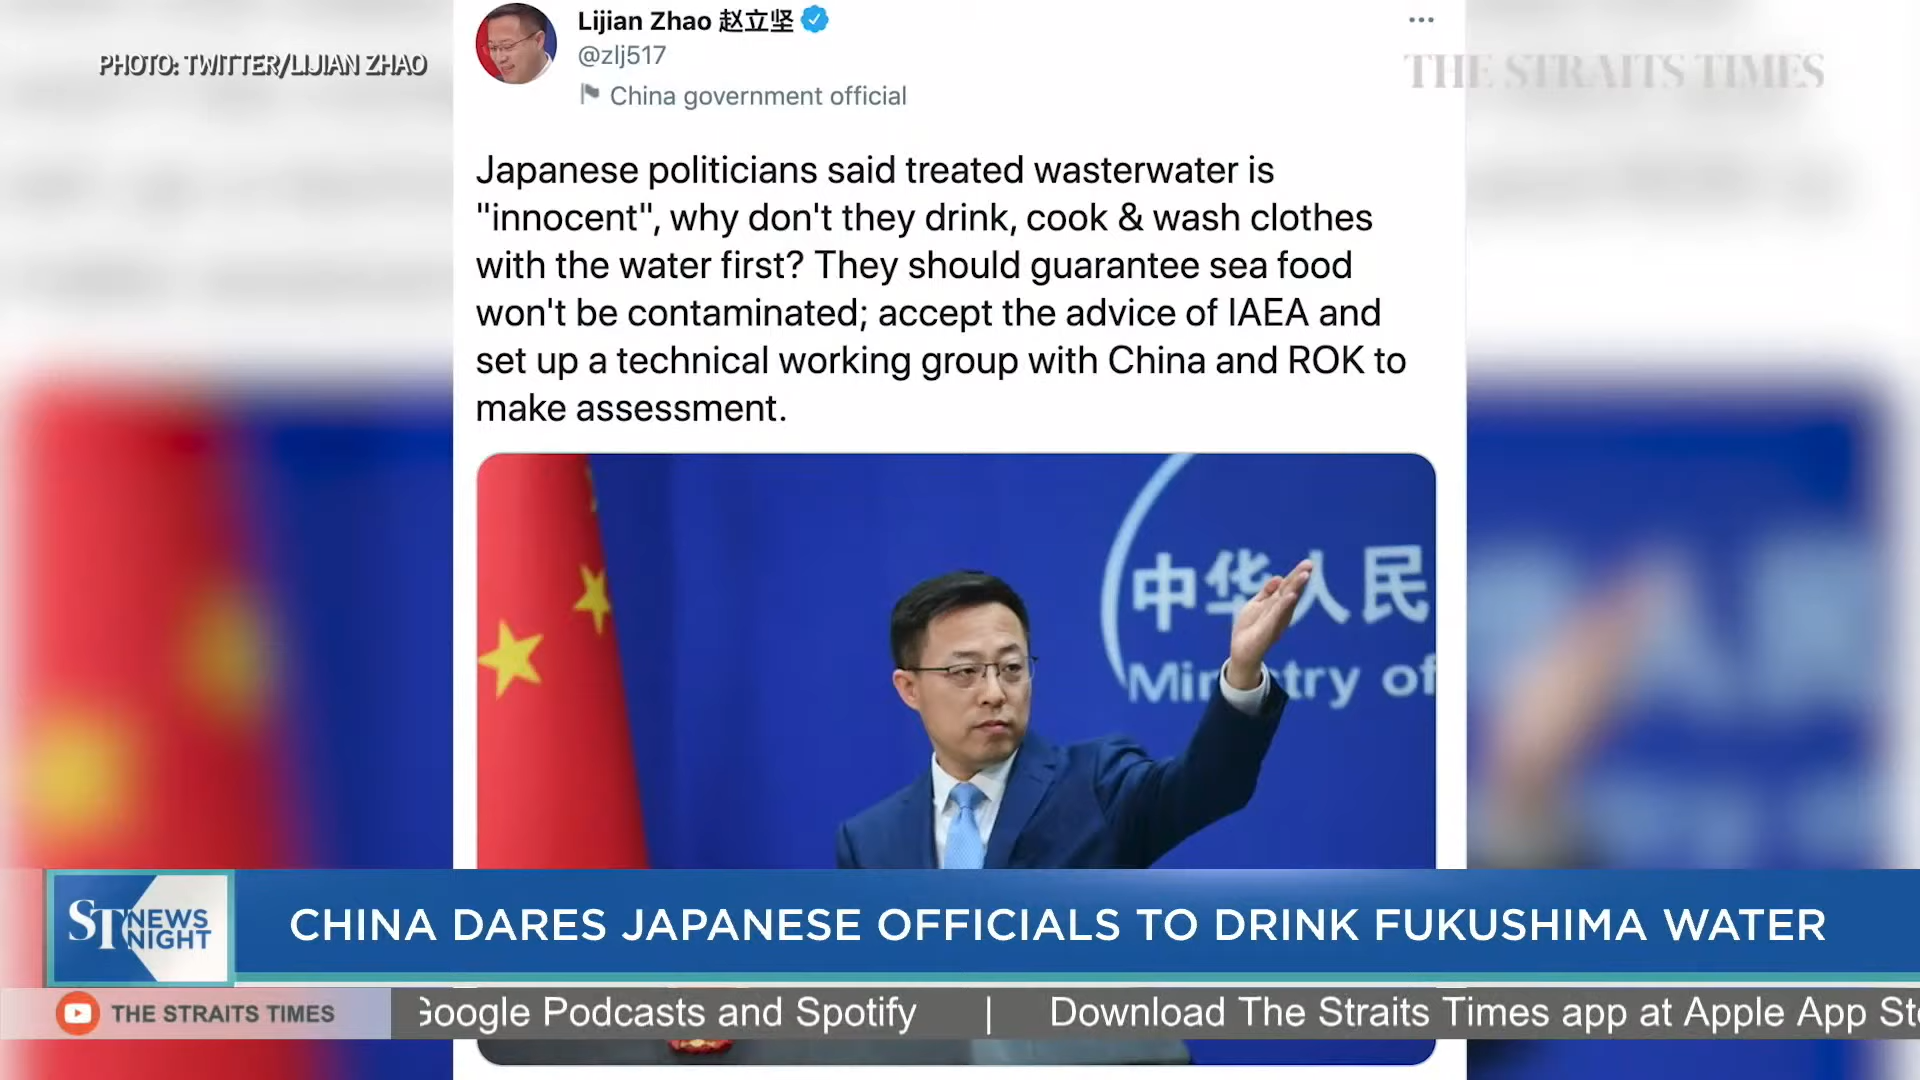 PHOTO: TWITTER/LIJIAN ZHAO
THE STRAITS TIMES
Lijian Zhao 赵立坚
@zlj517
China government official
Japanese politicians said treated wasterwater is
"innocent", why don't they drink, cook & wash clothes
with the water first? They should guarantee sea food
won't be contaminated; accept the advice of IAEA and
set up a technical working group with China and ROK to
make assessment.
中华人民
Ministry of
ST NEWS
NIGHT
CHINA DARES JAPANESE OFFICIALS TO DRINK FUKUSHIMA WATER
THE STRAITS TIMES
Google Podcasts and Spotify | Download The Straits Times app at Apple App Sto